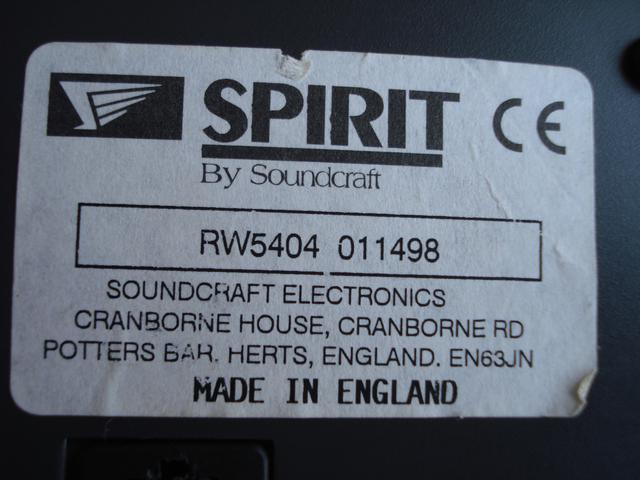 SPIRIT
CE
By Soundcraft
RW5404 011498
SOUNDCRAFT ELECTRONICS
CRANBORNE HOUSE, CRANBORNE RD
POTTERS BAR. HERTS, ENGLAND. EN63JN
MADE IN ENGLAND